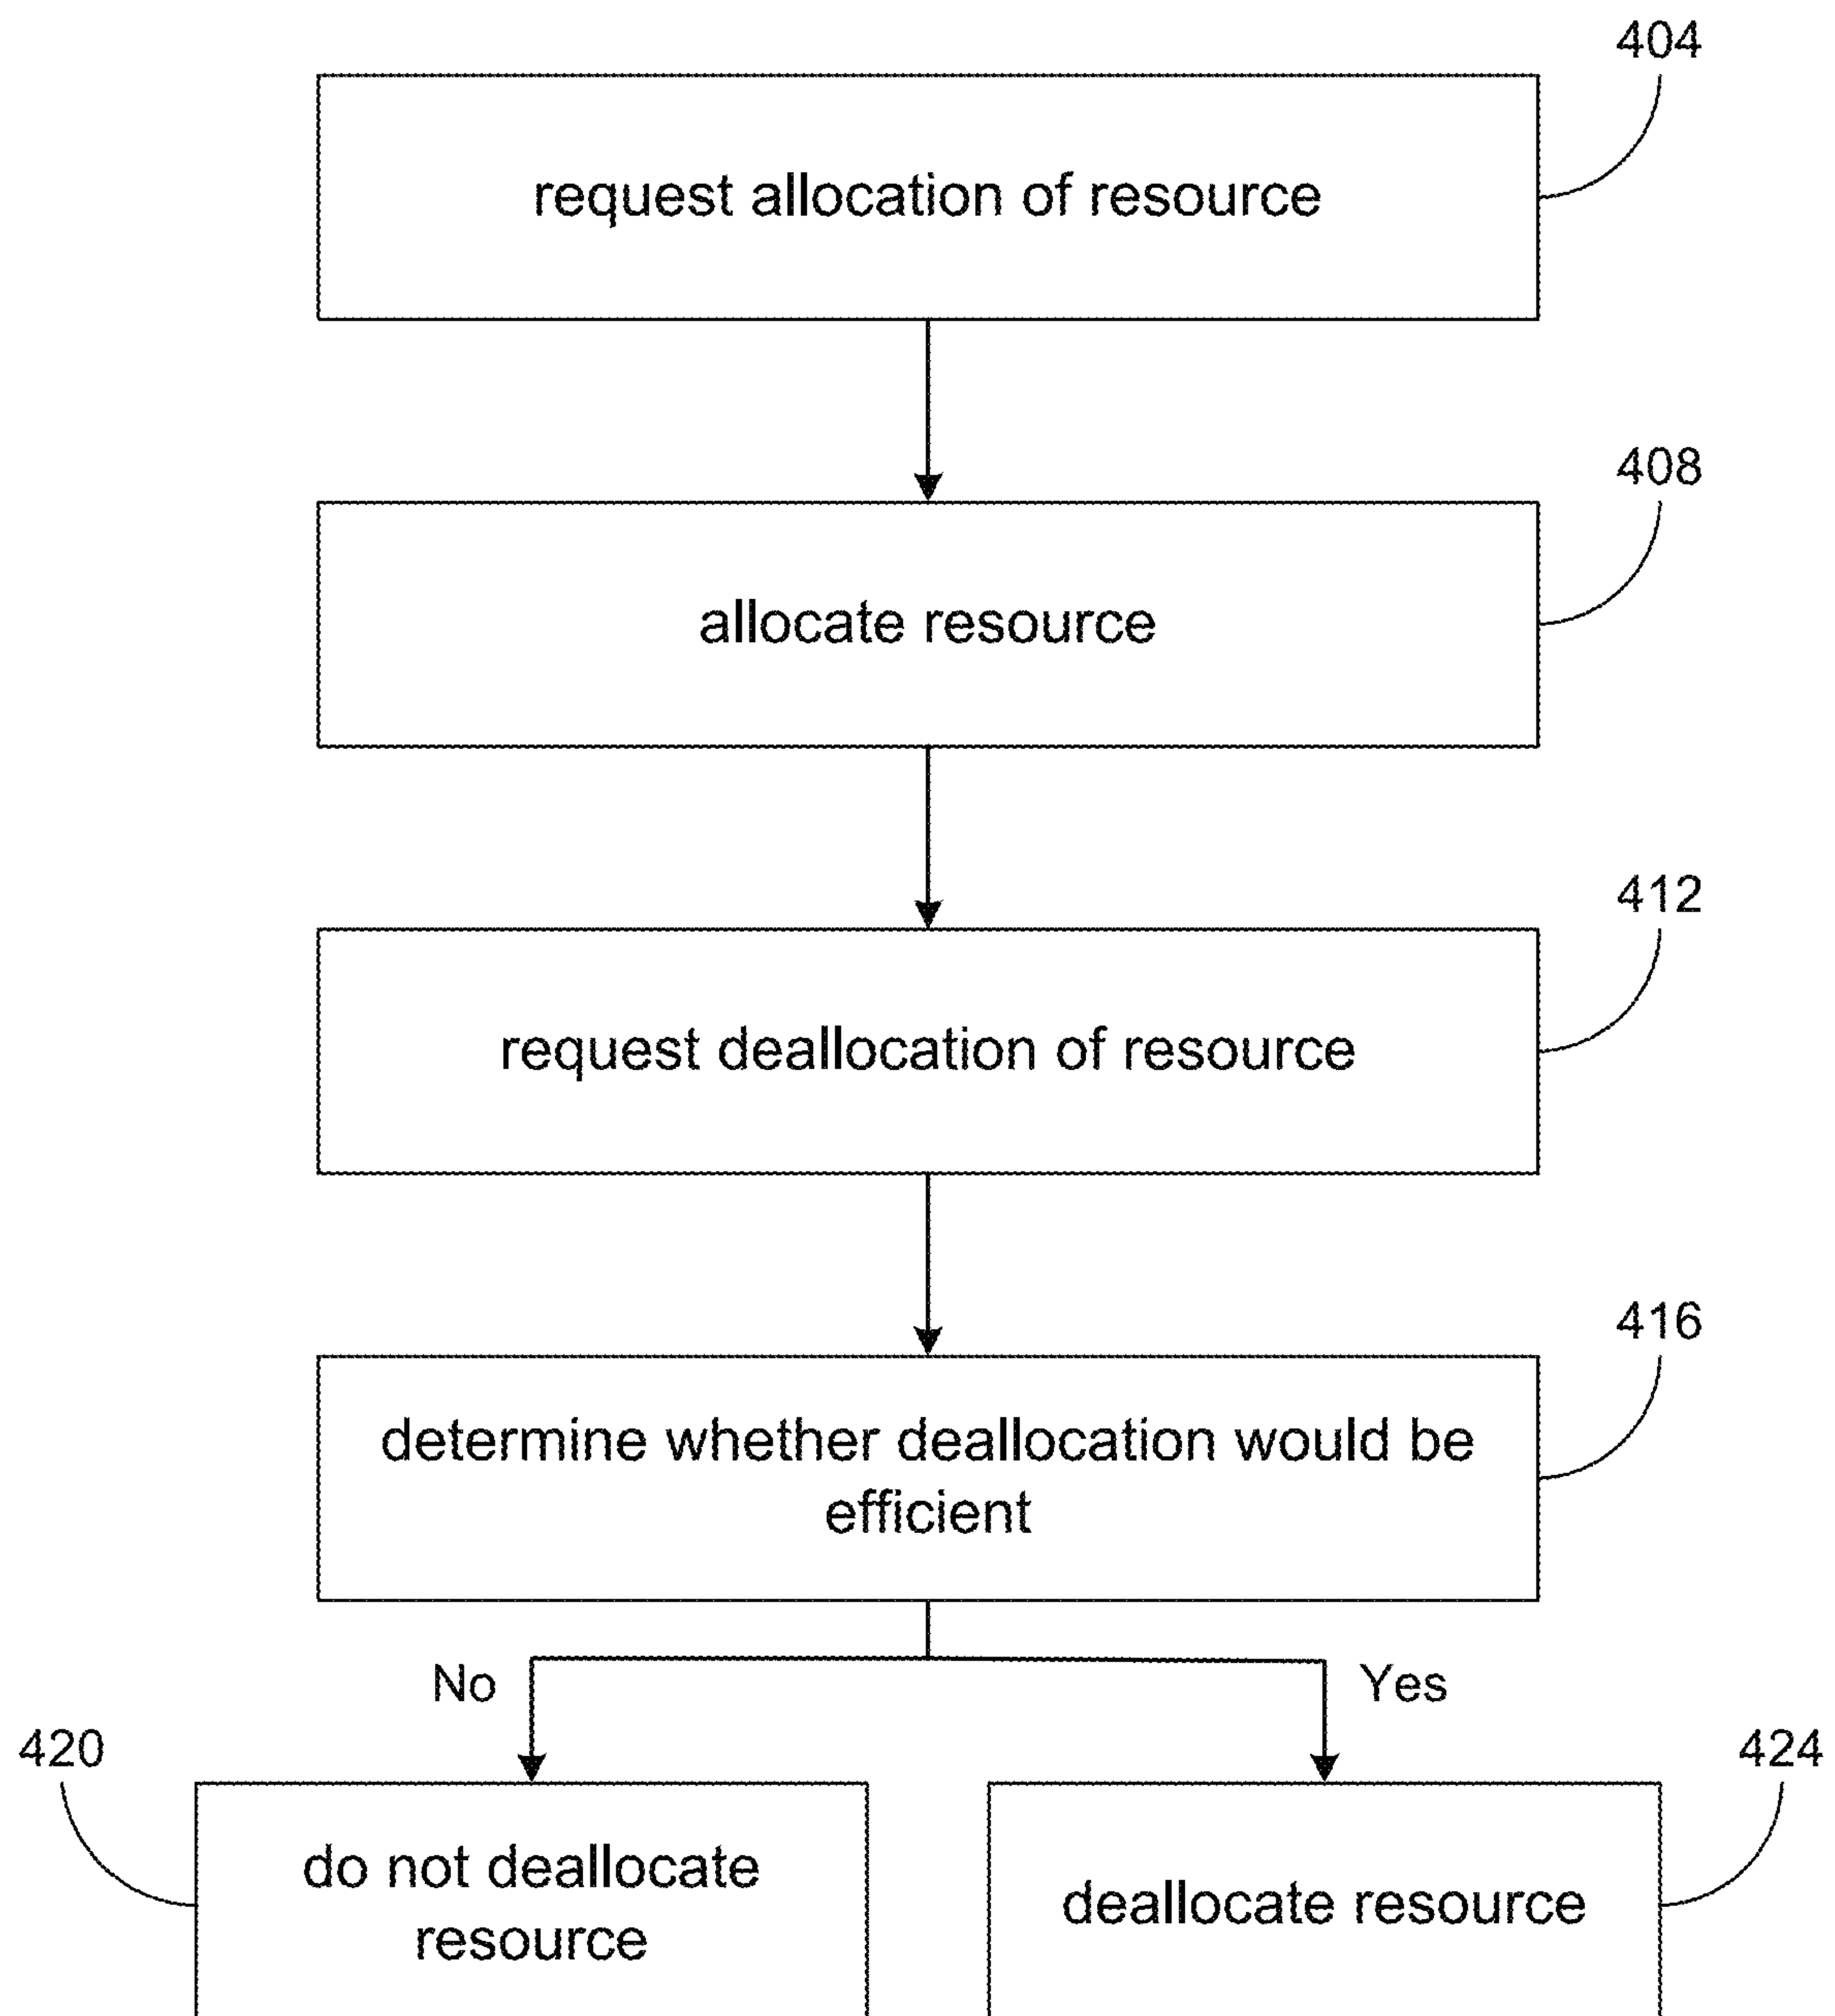 404
request allocation of resource
408
allocate resource
412
request deallocation of resource
416
determine whether deallocation would be
efficient
No
Yes
420
424
do not deallocate
resource
deallocate resource